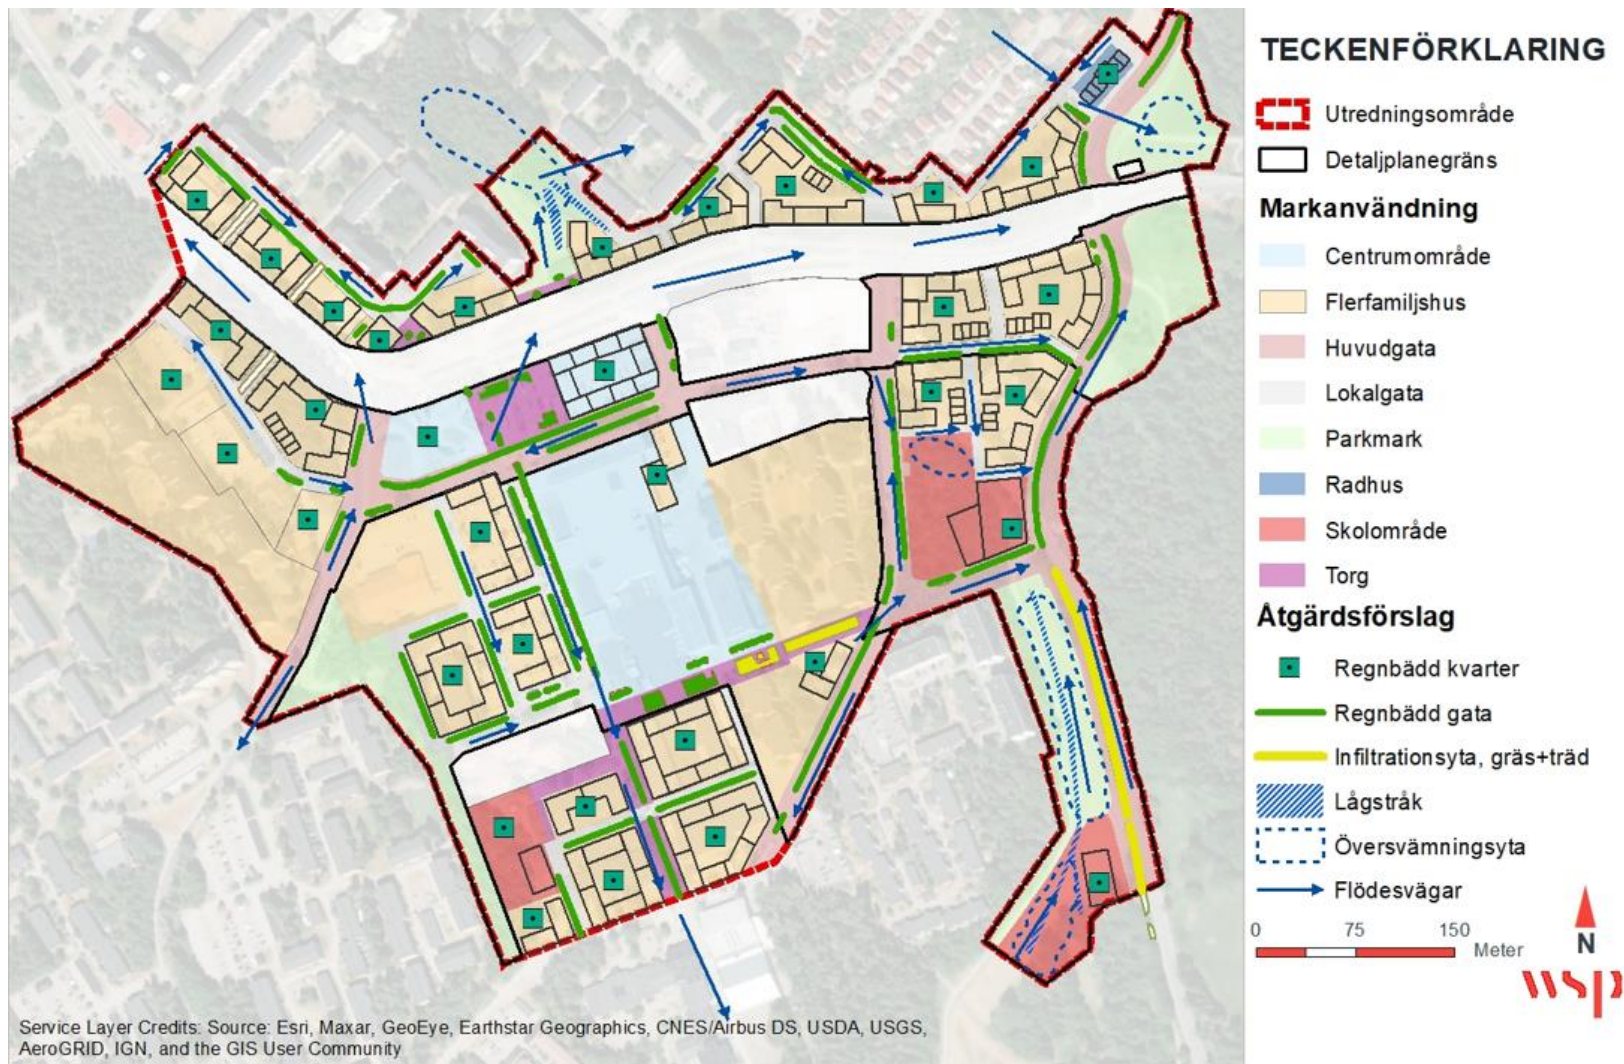 TECKENFÖRKLARING
Utredningsområde
Detaljplanegräns
Markanvändning
Centrumområde
Flerfamiljshus
Huvudgata
Lokalgata
Parkmark
Radhus
Skolområde
Torg
Åtgärdsförslag
Regnbädd kvarter
Regnbädd gata
Infiltrationsyta, gräs+träd
Lågstråk
Översvämningsyta
Flödesvägar
0 75 150
Meter
N
wsp
Service Layer Credits: Source: Esri, Maxar, GeoEye, Earthstar Geographics, CNES/Airbus DS, USDA, USGS,
AeroGRID, IGN, and the GIS User Community